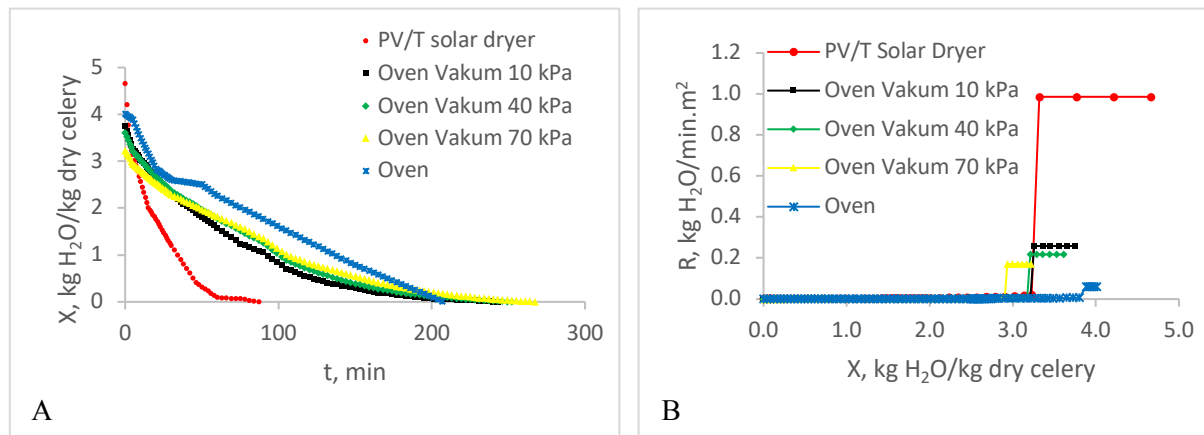 PV/T solar dryer
Oven Vakum 10 kPa
Oven Vakum 40 kPa
Oven Vakum 70 kPa
Oven
X, kg H₂O/kg dry celery
5
4
3
2
1
0
0 100 200 300
t, min
A
PV/T Solar Dryer
Oven Vakum 10 kPa
Oven Vakum 40 kPa
Oven Vakum 70 kPa
Oven
R, kg H₂O/min.m²
1.2
1.0
0.8
0.6
0.4
0.2
0.0
0.0 1.0 2.0 3.0 4.0 5.0
X, kg H₂O/kg dry celery
B